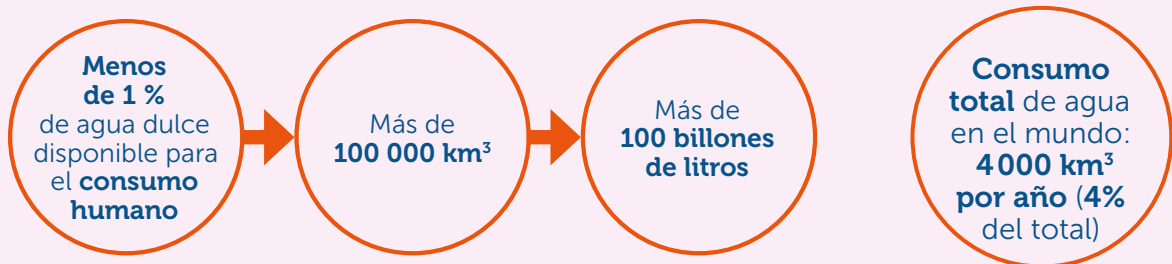 Menos
de 1 %
de agua dulce
disponible para
el consumo
humano
Más de
100 000 km³
Más de
100 billones
de litros
Consumo
total de agua
en el mundo:
4000 km³
por año (4%
del total)